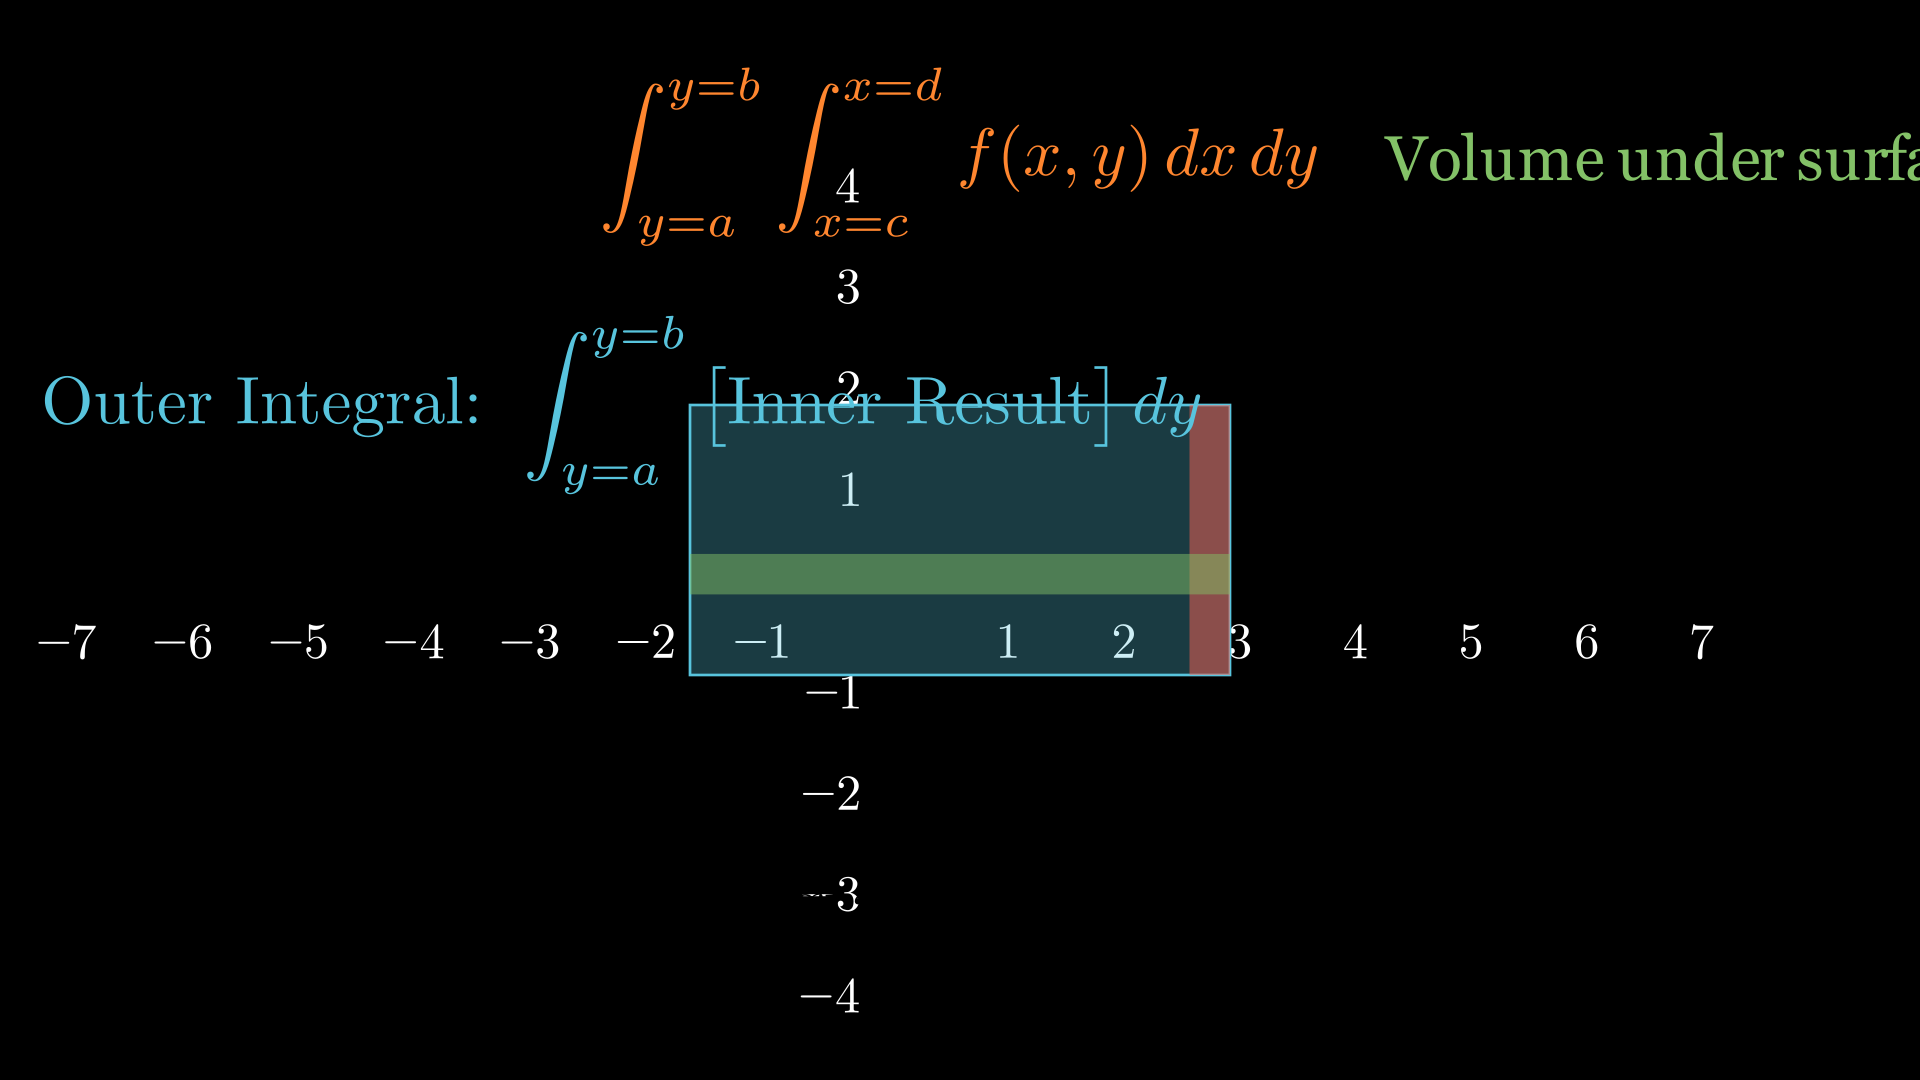 ∫_{y=a}^{y=b} ∫_{x=c}^{x=d} f(x, y) dx dy Volume under
4
3
Outer Integral: ∫_{y=a}^{y=b} [Inner Result] dy
2
1
−7 −6 −5 −4 −3 −2 −1 1 2 3 4 5 6 7
−1
−2
−3
−4